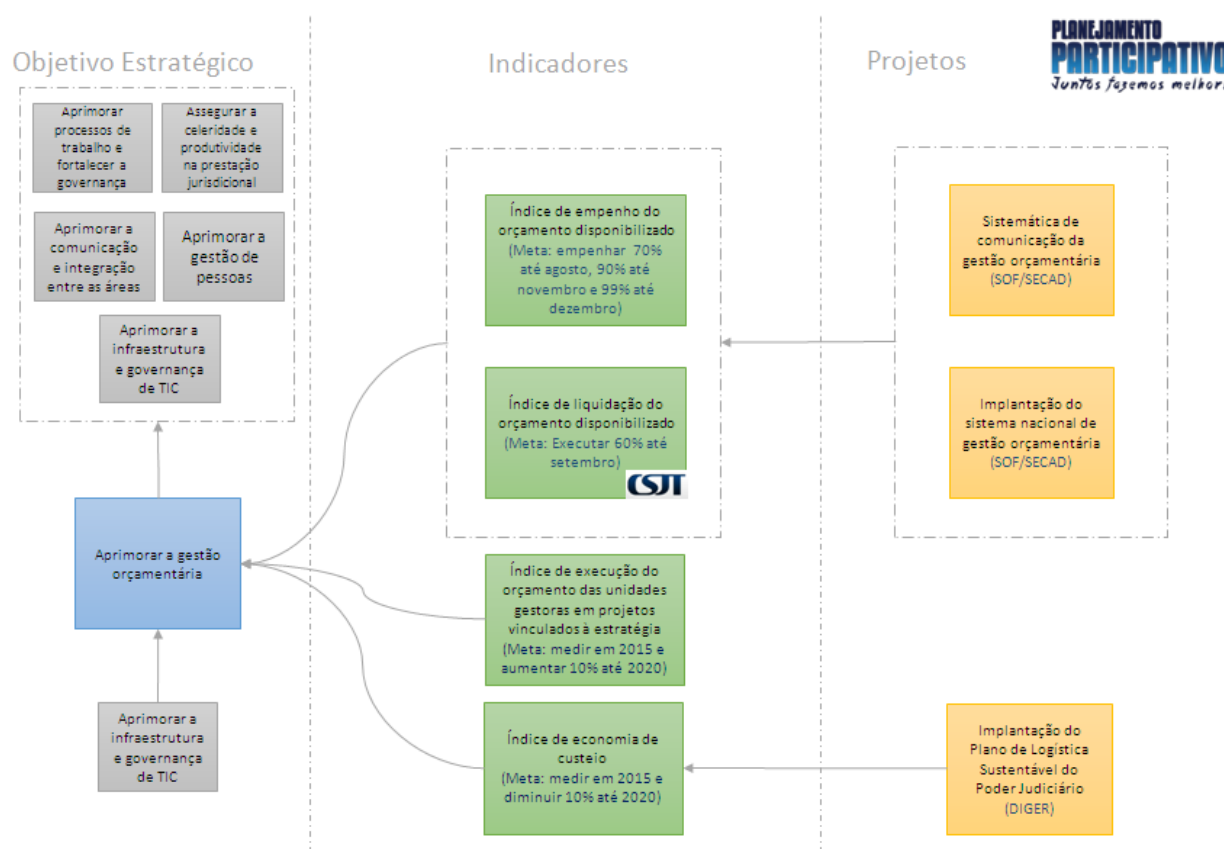 PLANEJAMENTO
PARTICIPATIVO
Juntos fazemos melhor!
Objetivo Estratégico
Indicadores
Projetos
Aprimorar
processos de
trabalho e
fortalecer a
governança
Assegurar a
celeridade e
produtividade
na prestação
jurisdicional
Aprimorar a
comunicação
e integração
entre as áreas
Aprimorar a
gestão de
pessoas
Aprimorar a
infraestrutura
e governança
de TIC
Aprimorar a gestão
orçamentária
Aprimorar a
infraestrutura
e governança
de TIC
Índice de empenho do
orçamento disponibilizado
(Meta: empenhar 70%
até agosto, 90% até
novembro e 99% até
dezembro)
Índice de liquidação do
orçamento disponibilizado
(Meta: Executar 60% até
setembro)
CSJT
Índice de execução do
orçamento das unidades
gestoras em projetos
vinculados à estratégia
(Meta: medir em 2015 e
aumentar 10% até 2020)
Índice de economia de
custeio
(Meta: medir em 2015 e
diminuir 10% até 2020)
Sistemática de
comunicação da
gestão orçamentária
(SOF/SECAD)
Implantação do
sistema nacional de
gestão orçamentária
(SOF/SECAD)
Implantação do
Plano de Logística
Sustentável do
Poder Judiciário
(DIGER)